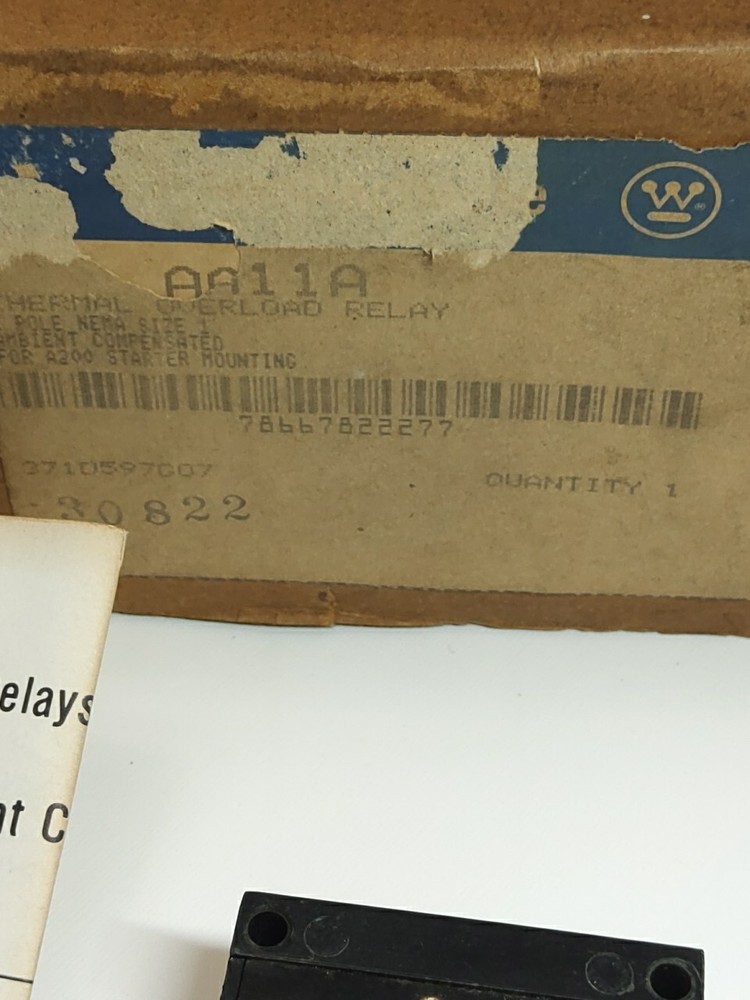 W ®
AA11A
THERMAL OVERLOAD RELAY
POLE NEMA SIZE 1
AMBIENT COMPENSATED
FOR A200 STARTER MOUNTING
78667822277
371D597G07
QUANTITY 1
30822
elays
nt C